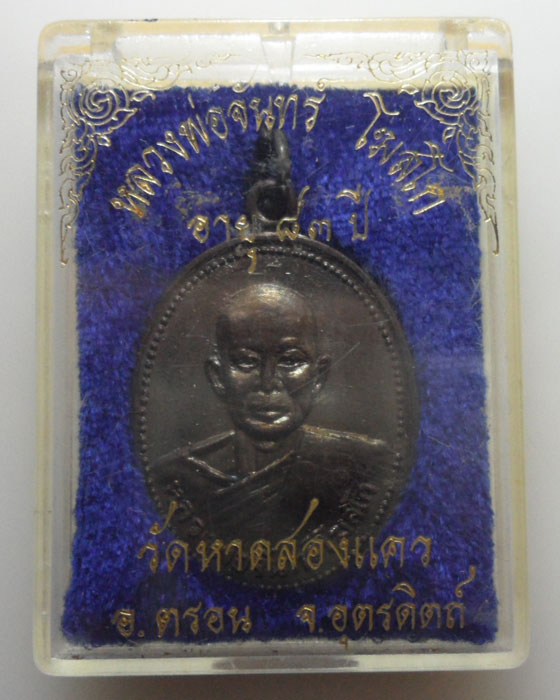 หลวงพ่อจันทร์ โฆสโก
อายุ ๘๓ ปี
วัดหาดสองแคว
อ.ตรอน จ.อุตรดิตถ์